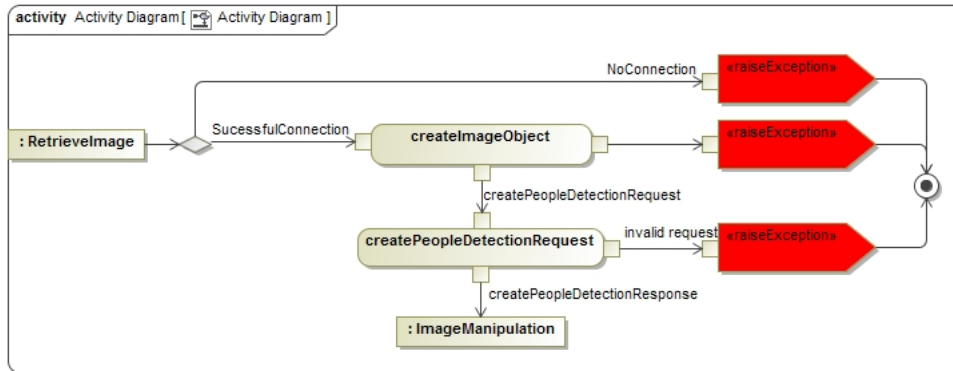 activity Activity Diagram[ Activity Diagram ]
NoConnection
«raiseException»
: RetrieveImage
SucessfulConnection
createImageObject
«raiseException»
createPeopleDetectionRequest
createPeopleDetectionRequest
invalid request
«raiseException»
createPeopleDetectionResponse
: ImageManipulation